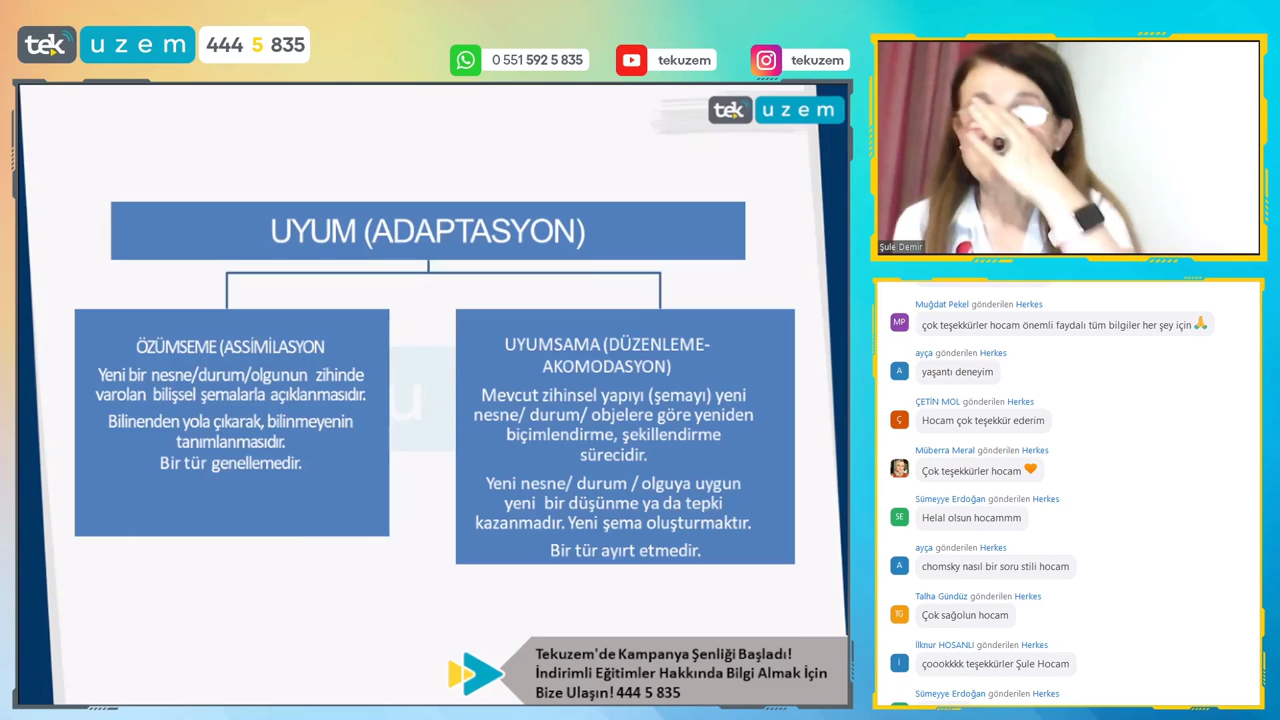 tek uzem 444 5 835
0 551 592 5 835
tekuzem
tekuzem
tek uzem
UYUM (ADAPTASYON)
ÖZÜMSEME (ASSİMİLASYON
Yeni bir nesne/durum/olgunun zihinde
varolan bilişsel şemalarla açıklanmasıdır.
Bilinenden yola çıkarak, bilinmeyenin
tanımlanmasıdır.
Bir tür genellemedir.
UYUMSAMA (DÜZENLEME-
AKOMODASYON)
Mevcut zihinsel yapıyı (şemayı) yeni
nesne/ durum/ objelere göre yeniden
biçimlendirme, şekillendirme
sürecidir.
Yeni nesne/ durum / olguya uygun
yeni bir düşünme ya da tepki
kazanmadır. Yeni şema oluşturmaktır.
Bir tür ayırt etmedir.
Tekuzem'de Kampanya Şenliği Başladı!
İndirimli Eğitimler Hakkında Bilgi Almak İçin
Bize Ulaşın! 444 5 835
Şule Demir
Muğdat Pekel gönderilen Herkes
MP
çok teşekkürler hocam önemli faydalı tüm bilgiler her şey için 🙏
ayça gönderilen Herkes
A
yaşantı deneyim
ÇETİN MOL gönderilen Herkes
Ç
Hocam çok teşekkür ederim
Müberra Meral gönderilen Herkes
Çok teşekkürler hocam 🧡
Sümeyye Erdoğan gönderilen Herkes
SE
Helal olsun hocammm
ayça gönderilen Herkes
A
chomsky nasıl bir soru stili hocam
Talha Gündüz gönderilen Herkes
TG
Çok sağolun hocam
İlknur HOSANLI gönderilen Herkes
İ
çoookkkk teşekkürler Şule Hocam
Sümeyye Erdoğan gönderilen Herkes